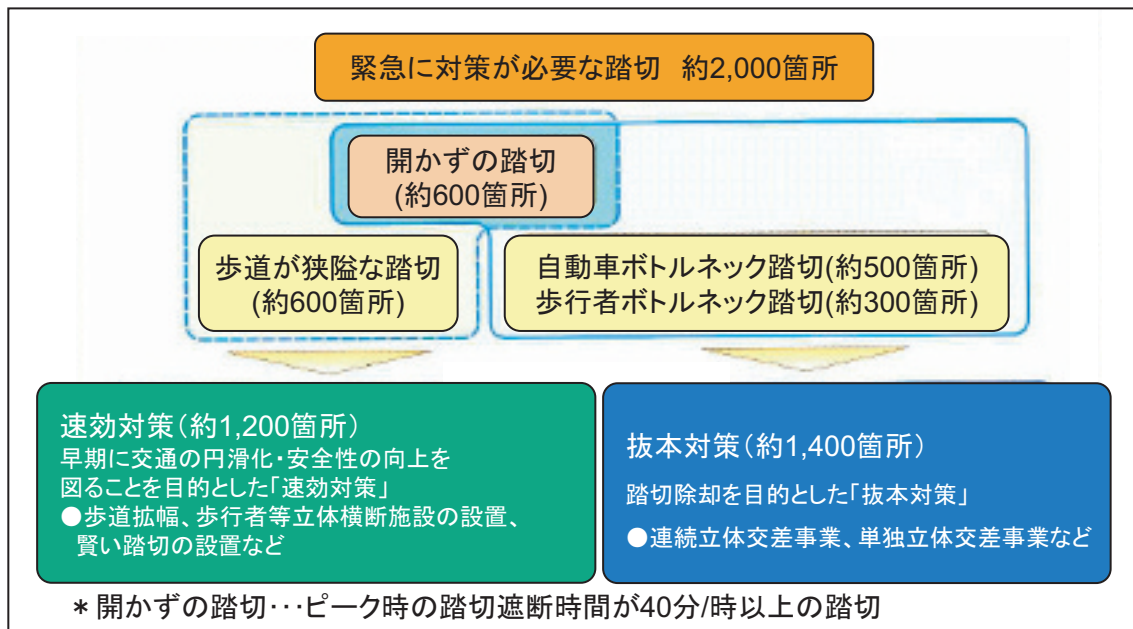 緊急に対策が必要な踏切　約2,000箇所
開かずの踏切
(約600箇所)
歩道が狭隘な踏切
(約600箇所)
自動車ボトルネック踏切(約500箇所)
歩行者ボトルネック踏切(約300箇所)
速効対策(約1,200箇所)
早期に交通の円滑化・安全性の向上を
図ることを目的とした「速効対策」
●歩道拡幅、歩行者等立体横断施設の設置、
賢い踏切の設置など
抜本対策(約1,400箇所)
踏切除却を目的とした「抜本対策」
●連続立体交差事業、単独立体交差事業など
＊開かずの踏切･･･ピーク時の踏切遮断時間が40分/時以上の踏切